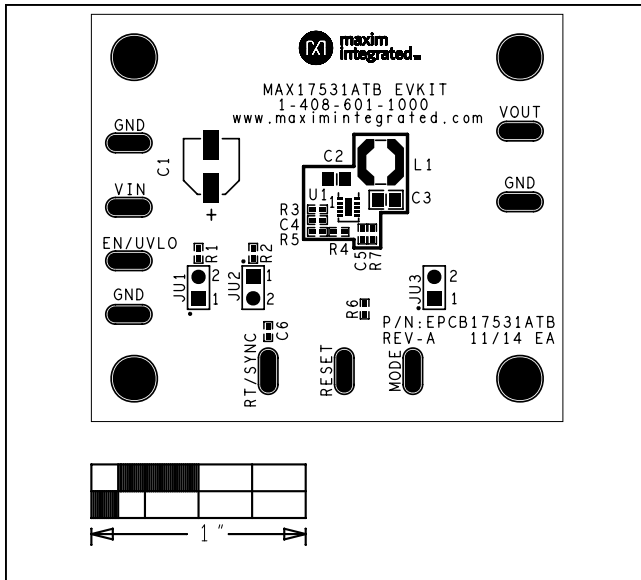 maxim
integrated™
MAX17531ATB EVKIT
1-408-601-1000
www.maximintegrated.com
GND
VOUT
C1
C2
L1
VIN
+
U1
1
C3
GND
R3
C4
R5
R4
C5
R7
EN/UVLO
R1
R2
JU1
2
1
JU2
1
2
JU3
2
1
GND
R6
C6
P/N:EPCB17531ATB
REV-A 11/14 EA
RT/SYNC
RESET
MODE
1"